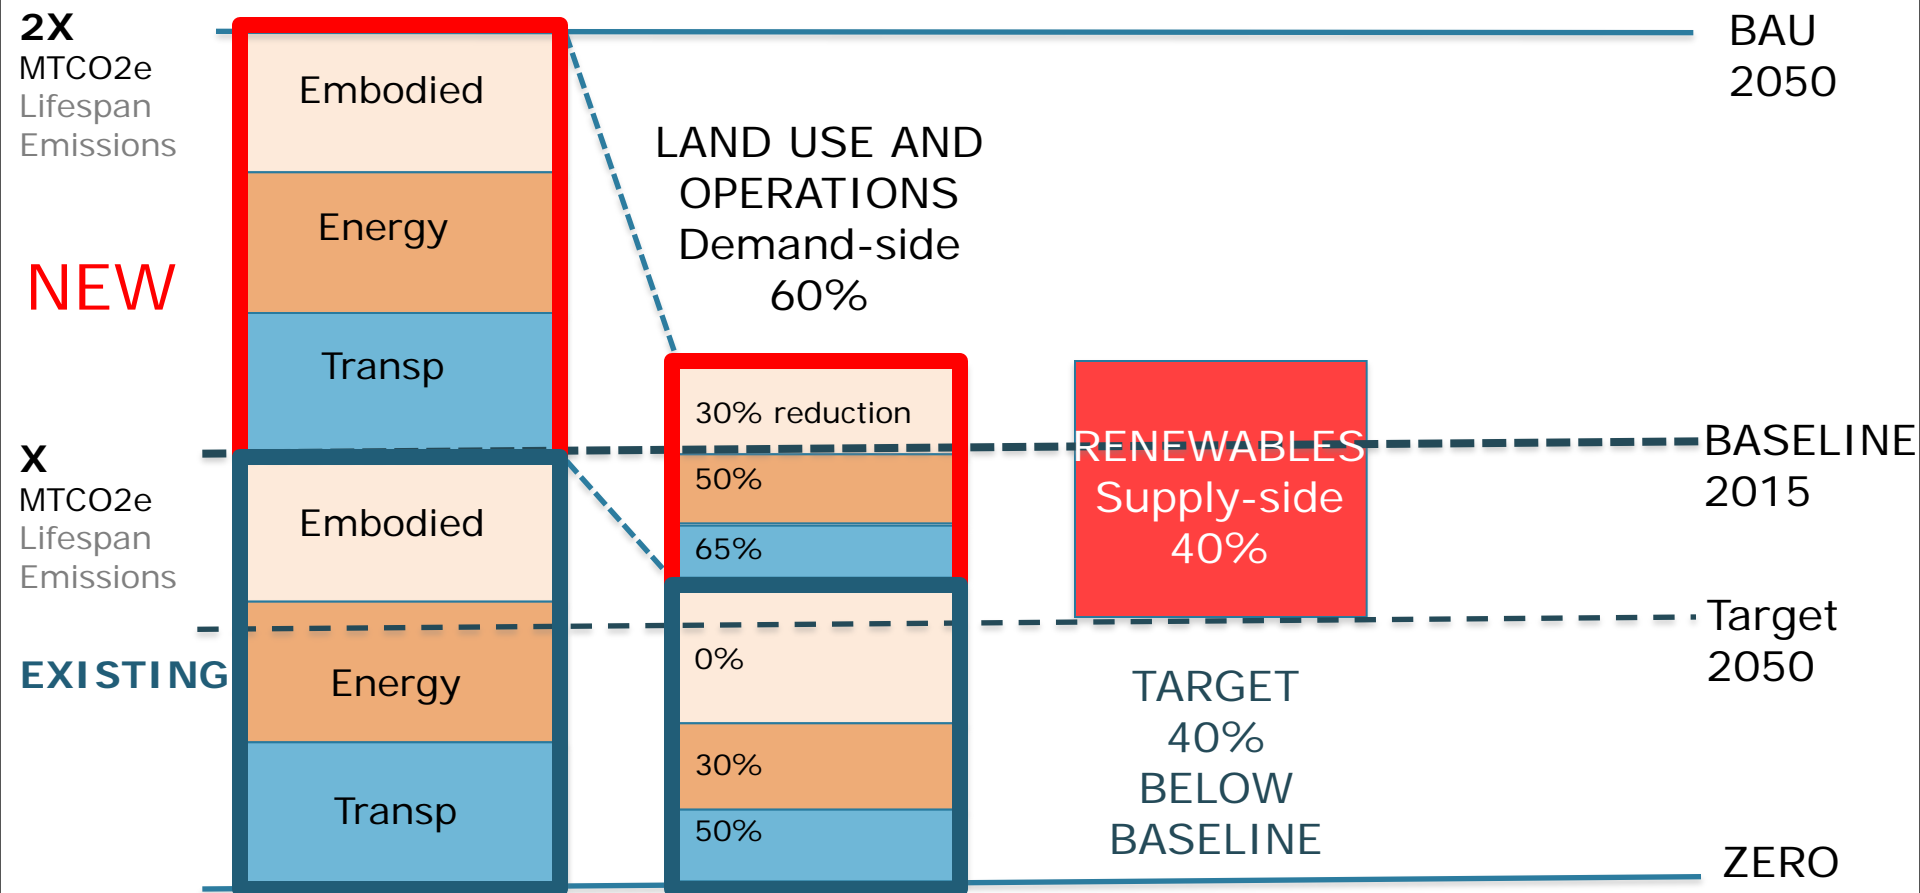 2X
MTCO2e
Lifespan
Emissions
NEW
X
MTCO2e
Lifespan
Emissions
EXISTING
Embodied
Energy
Transp
Embodied
Energy
Transp
LAND USE AND
OPERATIONS
Demand-side
60%
30% reduction
50%
65%
0%
30%
50%
RENEWABLES
Supply-side
40%
TARGET
40%
BELOW
BASELINE
BAU
2050
BASELINE
2015
Target
2050
ZERO